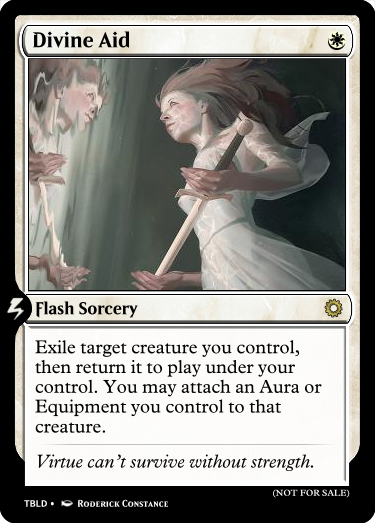 Divine Aid
Flash Sorcery
Exile target creature you control,
then return it to play under your
control. You may attach an Aura or
Equipment you control to that
creature.
Virtue can't survive without strength.
(NOT FOR SALE)
TBLD • Roderick Constance